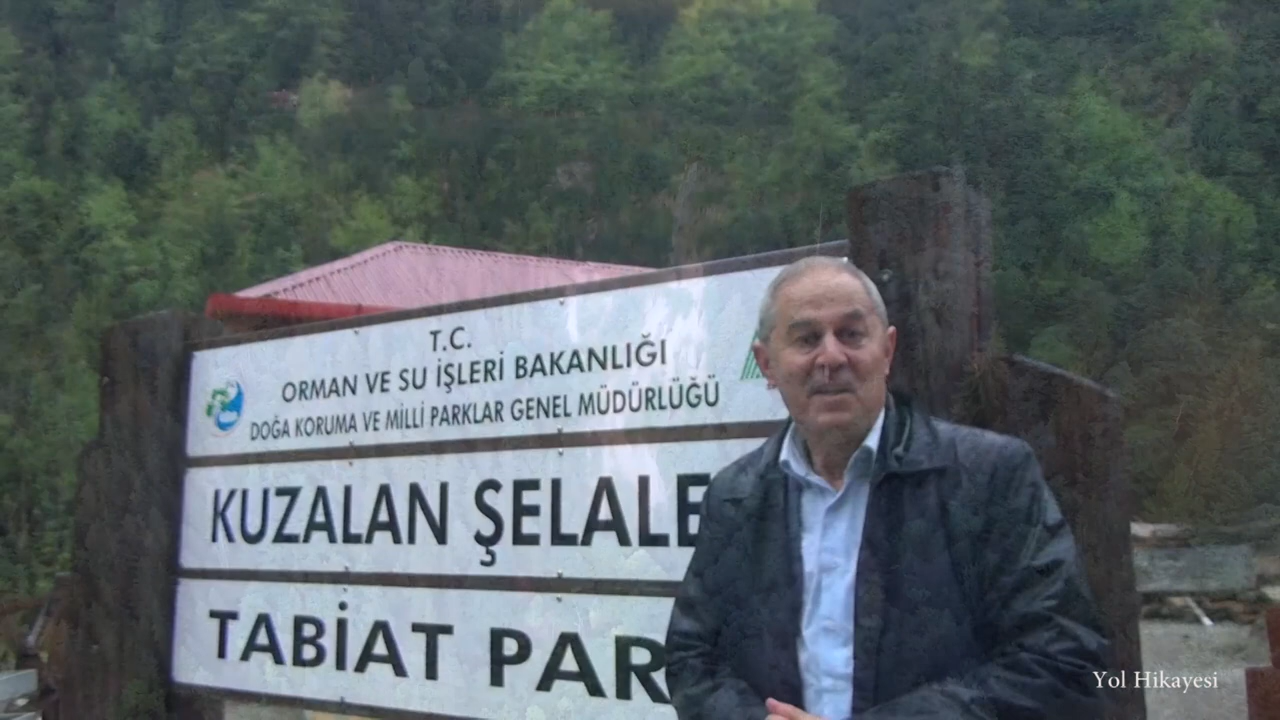 T.C.
ORMAN VE SU İŞLERİ BAKANLIĞI
DOĞA KORUMA VE MİLLİ PARKLAR GENEL MÜDÜRLÜĞÜ
KUZALAN ŞELALE
TABİAT PAR
Yol Hikayesi